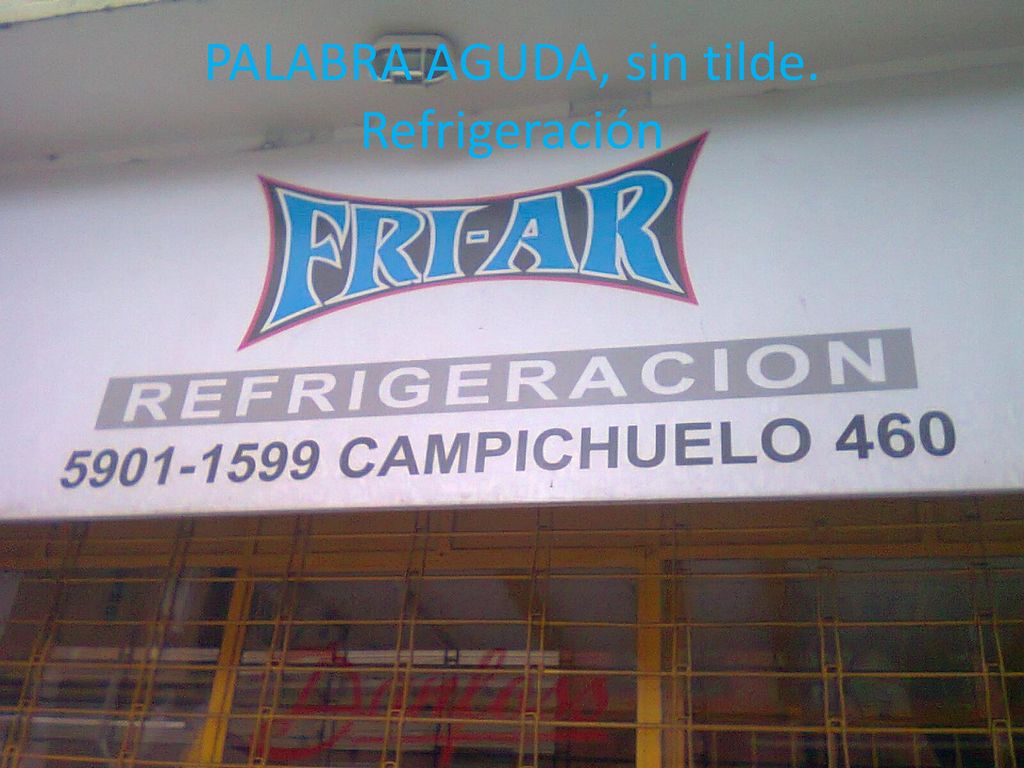 PALABRA AGUDA, sin tilde.
Refrigeración
FRI-AR
REFRIGERACION
5901-1599 CAMPICHUELO 460